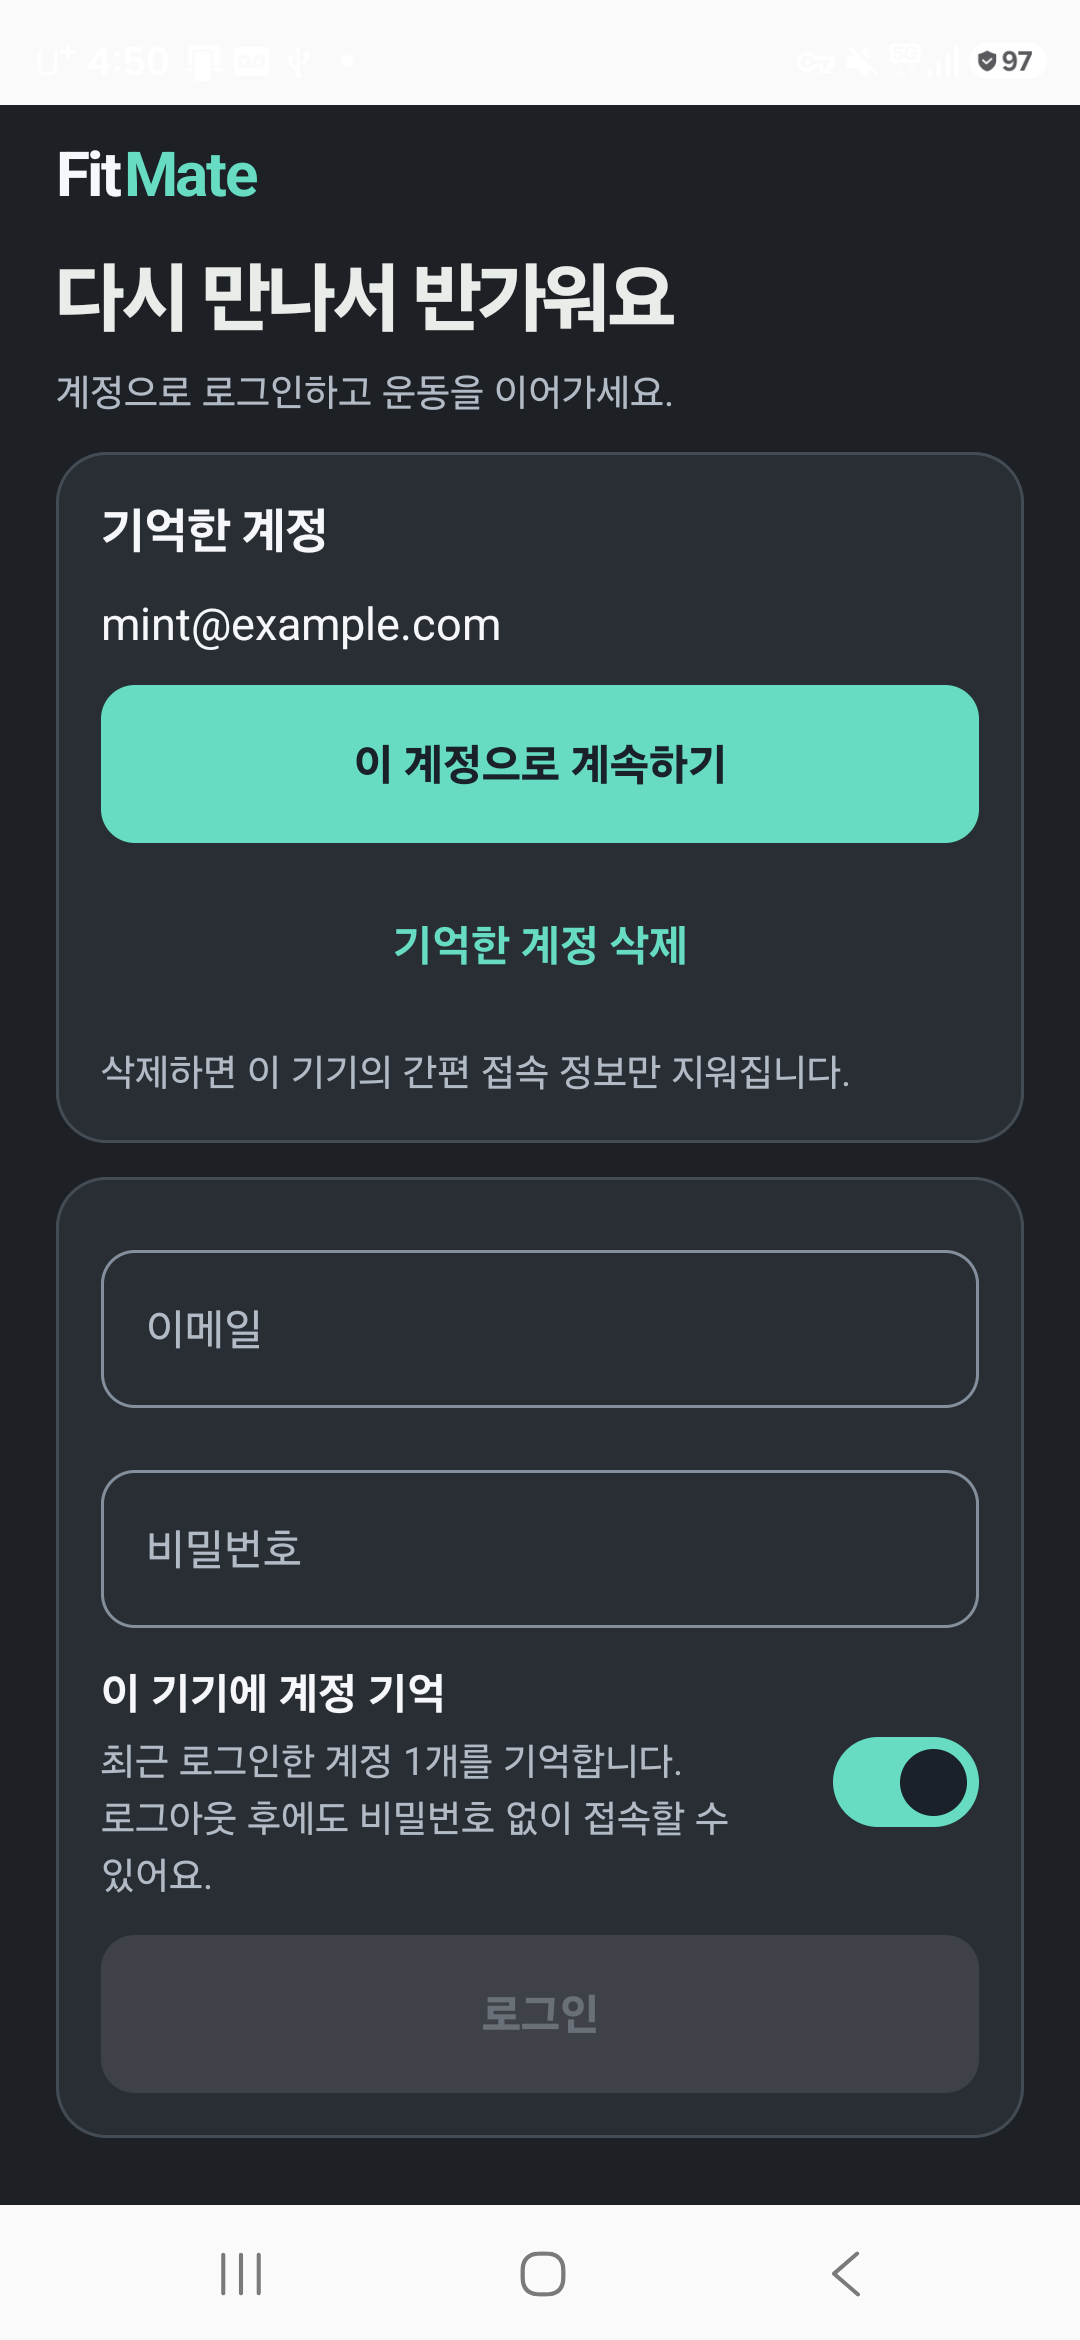 U+ 4:50 97
FitMate
다시 만나서 반가워요
계정으로 로그인하고 운동을 이어가세요.
기억한 계정
mint@example.com
이 계정으로 계속하기
기억한 계정 삭제
삭제하면 이 기기의 간편 접속 정보만 지워집니다.
이메일
비밀번호
이 기기에 계정 기억
최근 로그인한 계정 1개를 기억합니다.
로그아웃 후에도 비밀번호 없이 접속할 수
있어요.
로그인